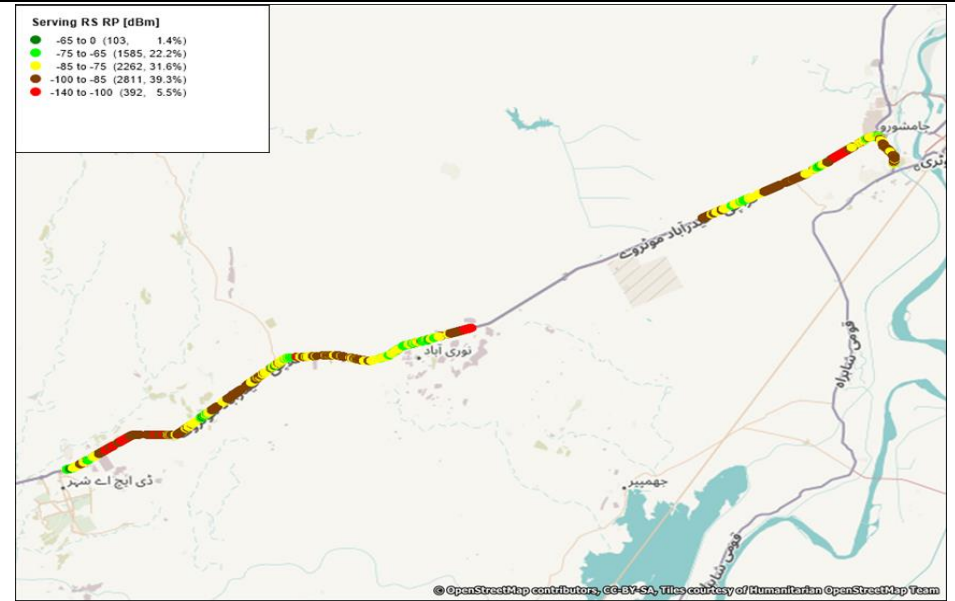 Serving RS RP [dBm]
-65 to 0 (103, 1.4%)
-75 to -65 (1585, 22.2%)
-85 to -75 (2262, 31.6%)
-100 to -85 (2811, 39.3%)
-140 to -100 (392, 5.5%)
جامشورو
موٹروے
نوری آباد
قومی شاہراہ
ڈی ایچ اے شہر
جھمپیر
قومی
© OpenStreetMap contributors, CC-BY-SA, Tiles courtesy of Humanitarian OpenStreetMap Team